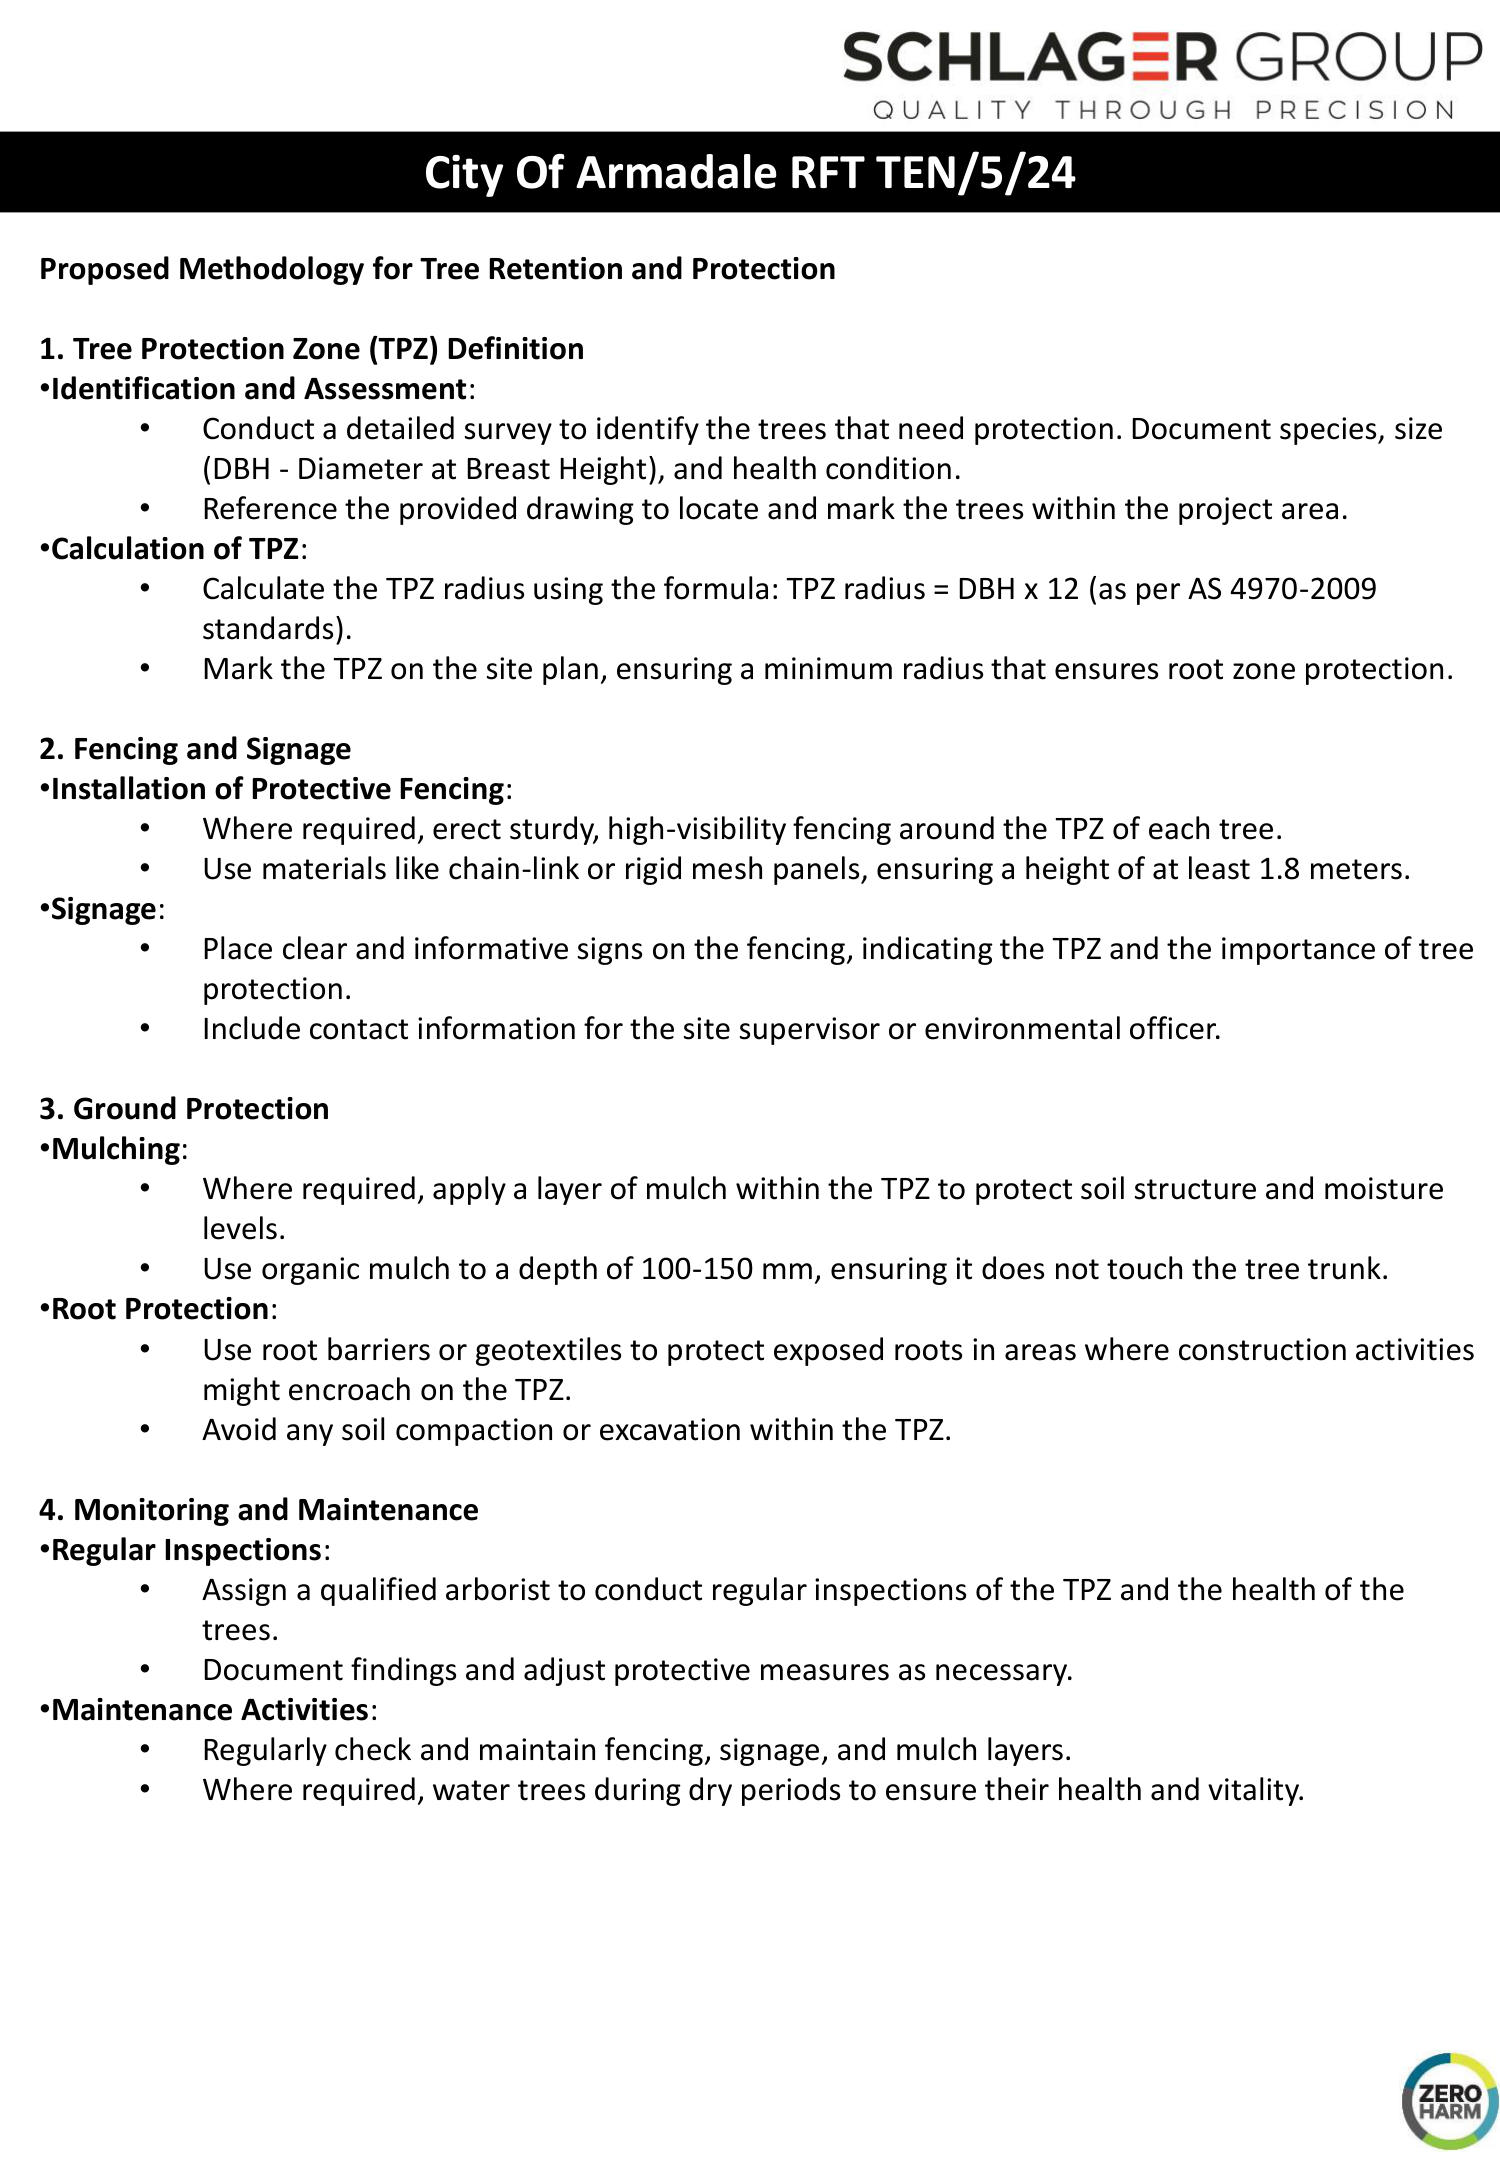 SCHLAGER GROUP
QUALITY THROUGH PRECISION
City Of Armadale RFT TEN/5/24
Proposed Methodology for Tree Retention and Protection
1. Tree Protection Zone (TPZ) Definition
•Identification and Assessment:
• Conduct a detailed survey to identify the trees that need protection. Document species, size
(DBH - Diameter at Breast Height), and health condition.
• Reference the provided drawing to locate and mark the trees within the project area.
•Calculation of TPZ:
• Calculate the TPZ radius using the formula: TPZ radius = DBH x 12 (as per AS 4970-2009
standards).
• Mark the TPZ on the site plan, ensuring a minimum radius that ensures root zone protection.
2. Fencing and Signage
•Installation of Protective Fencing:
• Where required, erect sturdy, high-visibility fencing around the TPZ of each tree.
• Use materials like chain-link or rigid mesh panels, ensuring a height of at least 1.8 meters.
•Signage:
• Place clear and informative signs on the fencing, indicating the TPZ and the importance of tree
protection.
• Include contact information for the site supervisor or environmental officer.
3. Ground Protection
•Mulching:
• Where required, apply a layer of mulch within the TPZ to protect soil structure and moisture
levels.
• Use organic mulch to a depth of 100-150 mm, ensuring it does not touch the tree trunk.
•Root Protection:
• Use root barriers or geotextiles to protect exposed roots in areas where construction activities
might encroach on the TPZ.
• Avoid any soil compaction or excavation within the TPZ.
4. Monitoring and Maintenance
•Regular Inspections:
• Assign a qualified arborist to conduct regular inspections of the TPZ and the health of the
trees.
• Document findings and adjust protective measures as necessary.
•Maintenance Activities:
• Regularly check and maintain fencing, signage, and mulch layers.
• Where required, water trees during dry periods to ensure their health and vitality.
ZERO
HARM